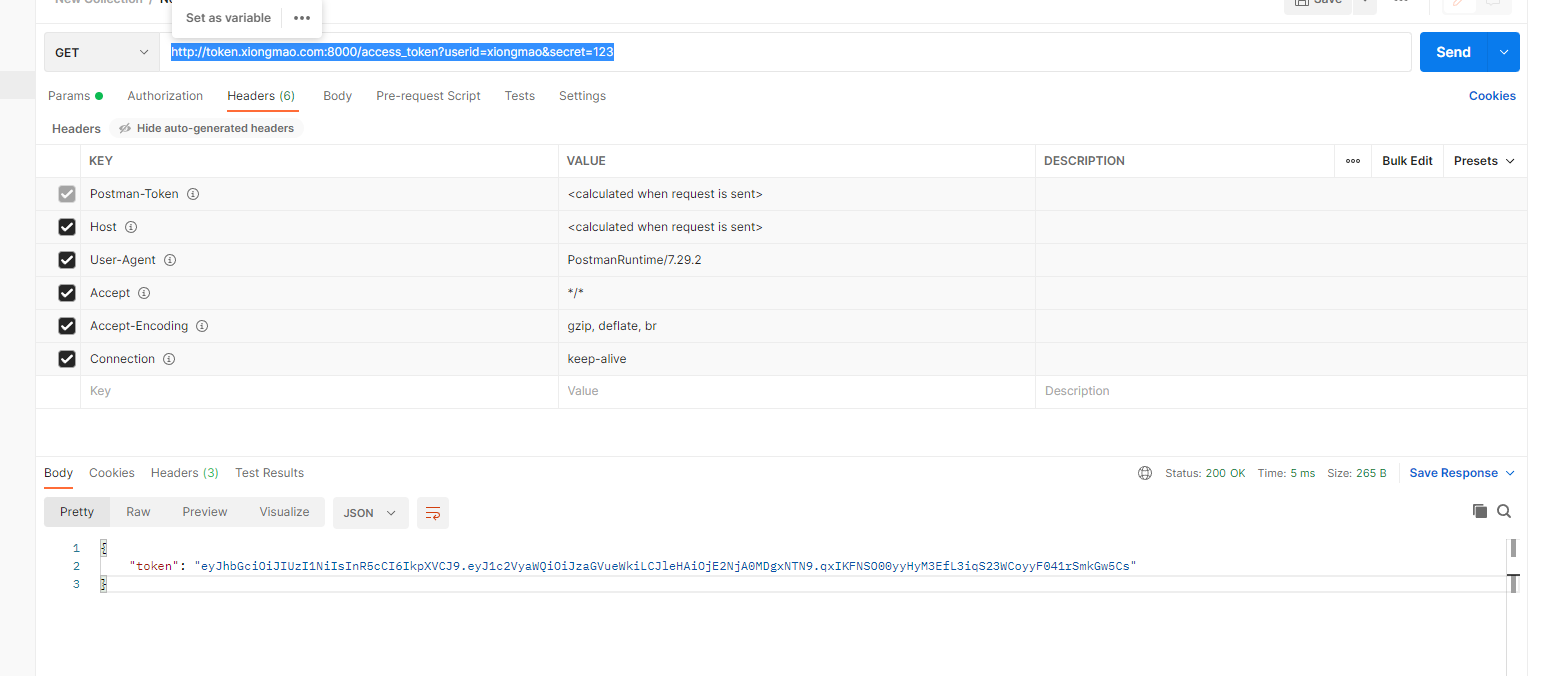 New Collection /
Save
Set as variable
GET
http://token.xiongmao.com:8000/access_token?userid=xiongmao&secret=123
Send
Params Authorization Headers (6) Body Pre-request Script Tests Settings Cookies
Headers Hide auto-generated headers
KEY VALUE DESCRIPTION Bulk Edit Presets
Postman-Token <calculated when request is sent>
Host <calculated when request is sent>
User-Agent PostmanRuntime/7.29.2
Accept */*
Accept-Encoding gzip, deflate, br
Connection keep-alive
Key Value Description
Body Cookies Headers (3) Test Results Status: 200 OK Time: 5 ms Size: 265 B Save Response
Pretty Raw Preview Visualize JSON
1 {
2 "token": "eyJhbGciOiJIUzI1NiIsInR5cCI6IkpXVCJ9.eyJ1c2VyaWQiOiJzaGVueWkiLCJleHAiOjE2NjA0MDgxNTN9.qxIKFNSO00yyHyM3EfL3iqS23WCoyyF041rSmkGw5Cs"
3 }